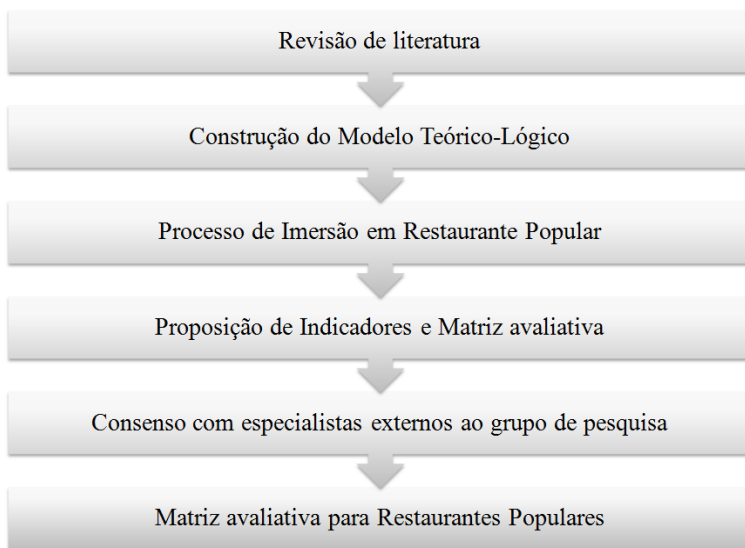 Revisão de literatura
Construção do Modelo Teórico-Lógico
Processo de Imersão em Restaurante Popular
Proposição de Indicadores e Matriz avaliativa
Consenso com especialistas externos ao grupo de pesquisa
Matriz avaliativa para Restaurantes Populares